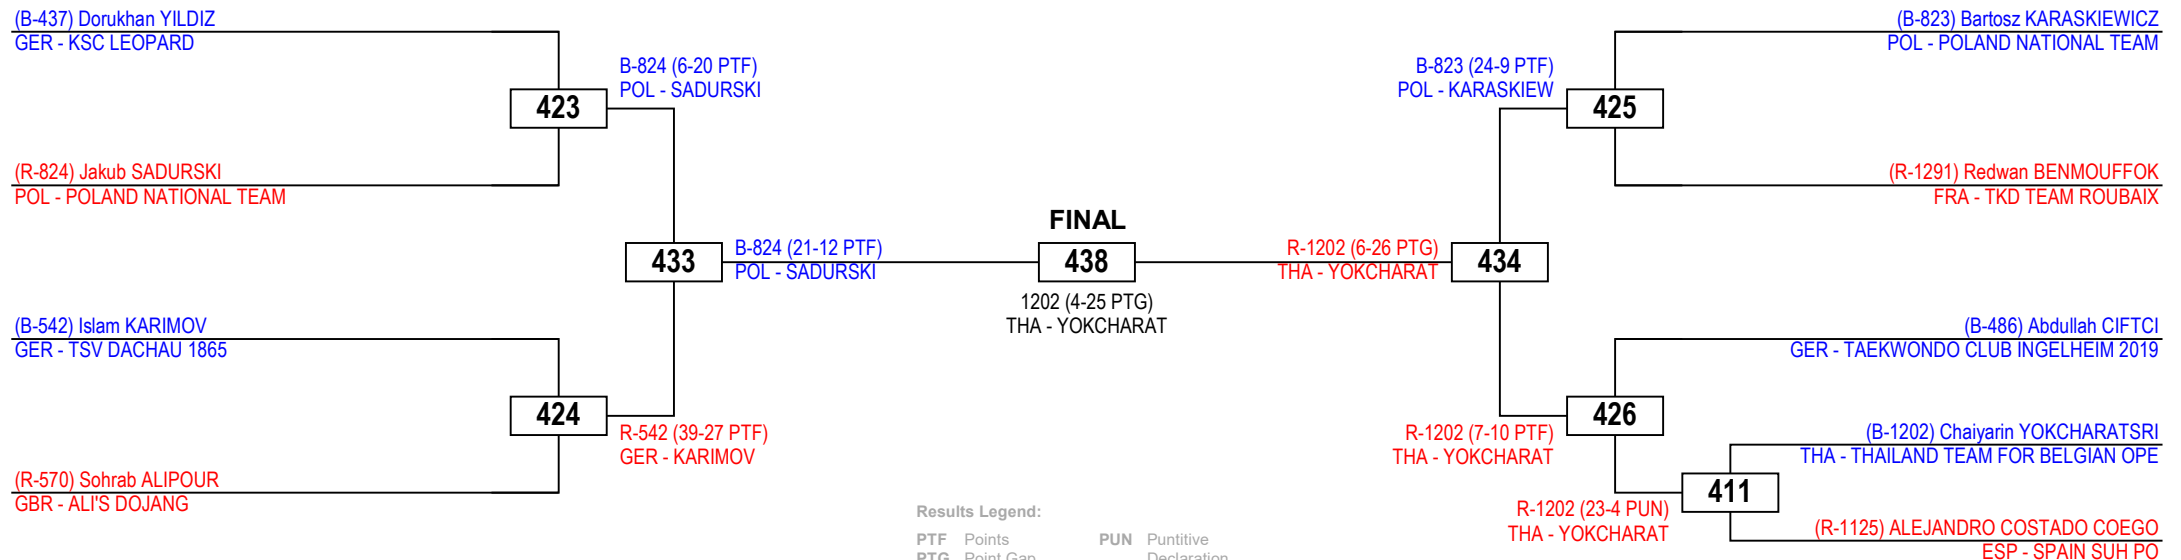 (B-437) Dorukhan YILDIZ
GER - KSC LEOPARD
B-824 (6-20 PTF)
POL - SADURSKI
423
(R-824) Jakub SADURSKI
POL - POLAND NATIONAL TEAM
433
B-824 (21-12 PTF)
POL - SADURSKI
(B-542) Islam KARIMOV
GER - TSV DACHAU 1865
424
R-542 (39-27 PTF)
GER - KARIMOV
(R-570) Sohrab ALIPOUR
GBR - ALI'S DOJANG
FINAL
438
1202 (4-25 PTG)
THA - YOKCHARAT
(B-823) Bartosz KARASKIEWICZ
POL - POLAND NATIONAL TEAM
B-823 (24-9 PTF)
POL - KARASKIEW
425
(R-1291) Redwan BENMOUFFOK
FRA - TKD TEAM ROUBAIX
R-1202 (6-26 PTG)
THA - YOKCHARAT
434
(B-486) Abdullah CIFTCI
GER - TAEKWONDO CLUB INGELHEIM 2019
426
R-1202 (7-10 PTF)
THA - YOKCHARAT
(B-1202) Chaiyarin YOKCHARATSRI
THA - THAILAND TEAM FOR BELGIAN OPE
411
R-1202 (23-4 PUN)
THA - YOKCHARAT
(R-1125) ALEJANDRO COSTADO COEGO
ESP - SPAIN SUH PO
Results Legend:
PTF Points PUN Puntitive
PTG Point Gap Declaration